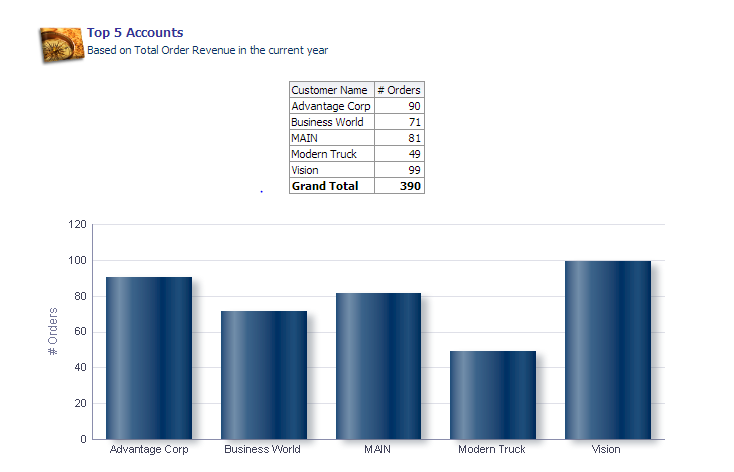 Top 5 Accounts
Based on Total Order Revenue in the current year
Customer Name # Orders
Advantage Corp 90
Business World 71
MAIN 81
Modern Truck 49
Vision 99
Grand Total 390
120
100
80
60
40
20
0
# Orders
Advantage Corp Business World MAIN Modern Truck Vision